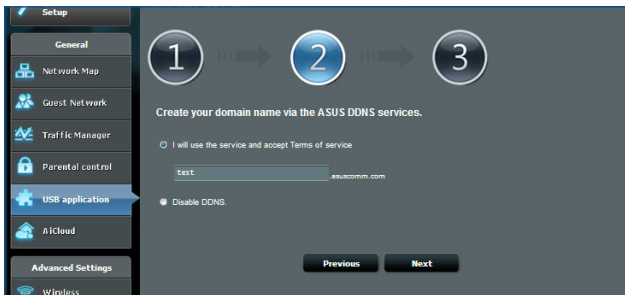 Setup
General
Network Map
Guest Network
Traffic Manager
Parental control
USB application
AiCloud
Advanced Settings
Wireless
1
2
3
Create your domain name via the ASUS DDNS services.
I will use the service and accept Terms of service
test .asuscomm.com
Disable DDNS.
Previous Next